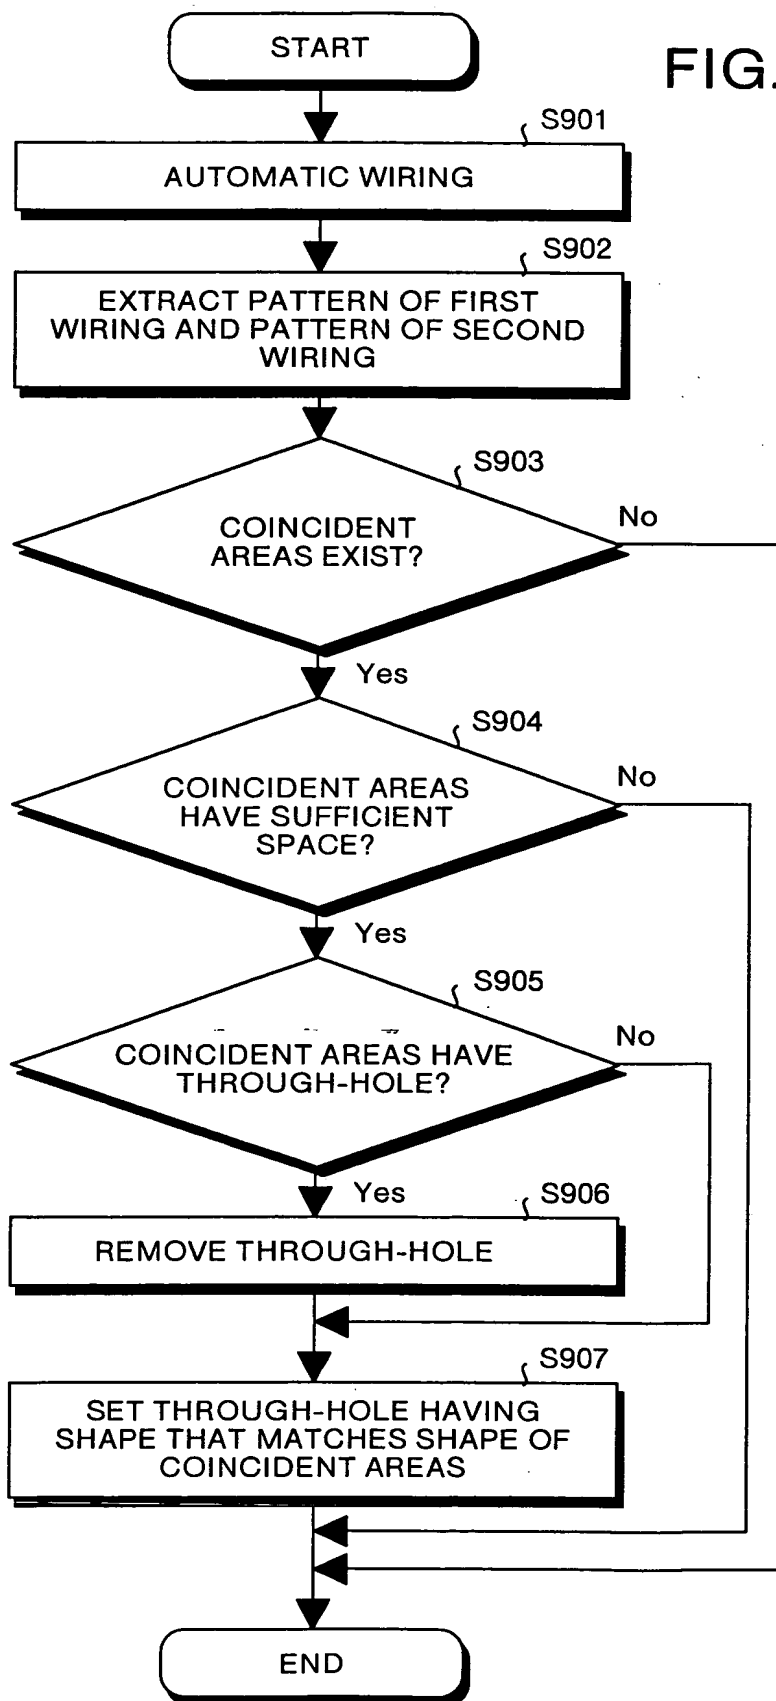 START
FIG.
S901
AUTOMATIC WIRING
S902
EXTRACT PATTERN OF FIRST
WIRING AND PATTERN OF SECOND
WIRING
S903
COINCIDENT
AREAS EXIST?
No
Yes
S904
COINCIDENT AREAS
HAVE SUFFICIENT
SPACE?
No
Yes
S905
COINCIDENT AREAS HAVE
THROUGH-HOLE?
No
Yes
S906
REMOVE THROUGH-HOLE
S907
SET THROUGH-HOLE HAVING
SHAPE THAT MATCHES SHAPE OF
COINCIDENT AREAS
END